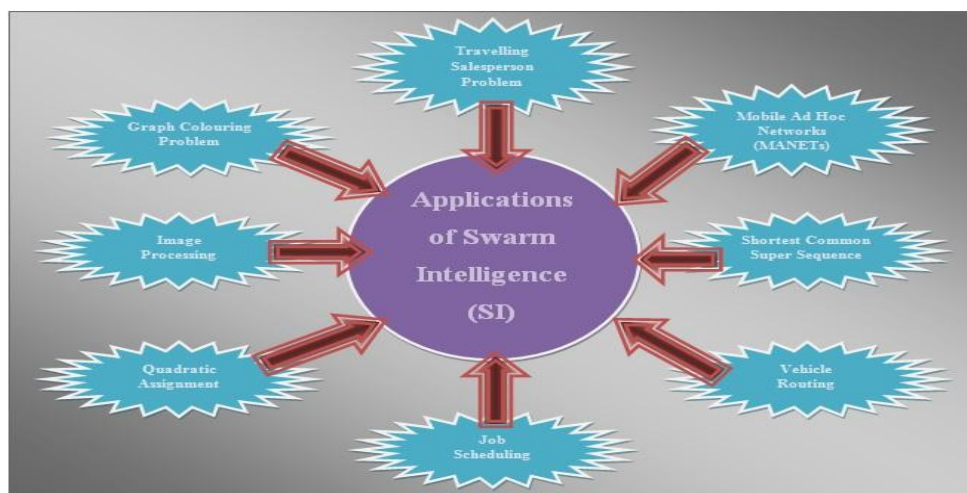 Travelling
Salesperson
Problem
Graph Colouring
Problem
Mobile Ad Hoc
Networks
(MANETs)
Applications
of Swarm
Intelligence
(SI)
Image
Processing
Shortest Common
Super Sequence
Quadratic
Assignment
Vehicle
Routing
Job
Scheduling